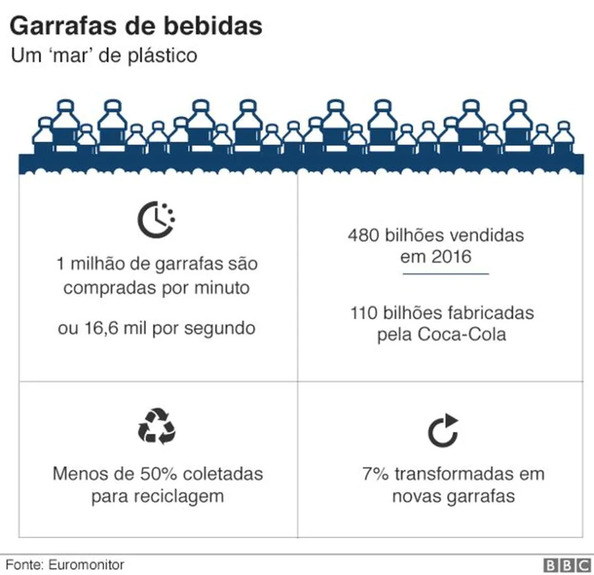 Garrafas de bebidas
Um ‘mar’ de plástico
1 milhão de garrafas são
compradas por minuto
ou 16,6 mil por segundo
480 bilhões vendidas
em 2016
110 bilhões fabricadas
pela Coca-Cola
Menos de 50% coletadas
para reciclagem
7% transformadas em
novas garrafas
Fonte: Euromonitor
BBC